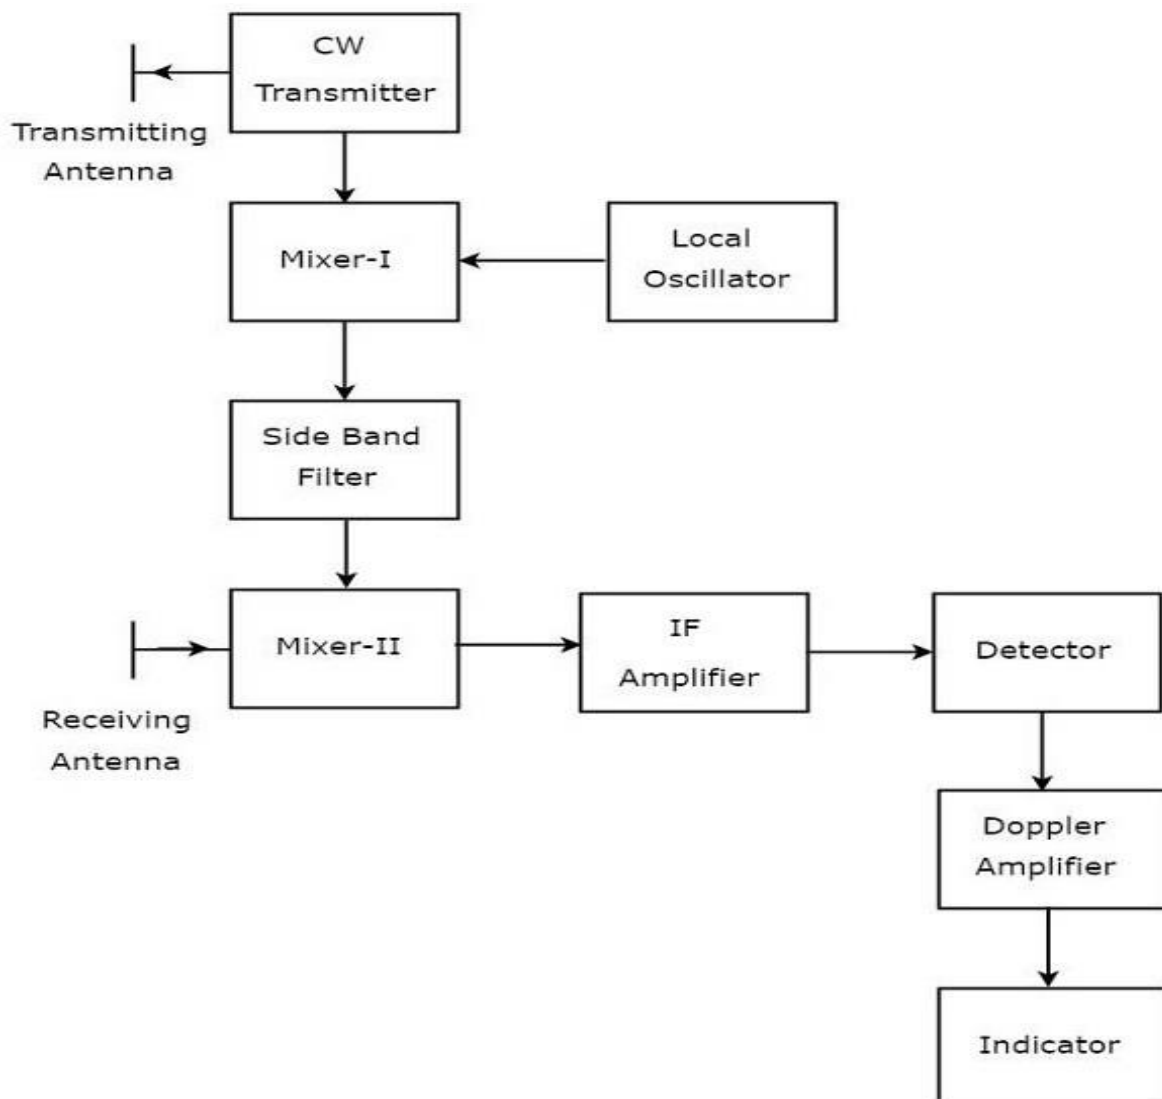 CW
Transmitter
Transmitting
Antenna
Mixer-I
Local
Oscillator
Side Band
Filter
Mixer-II
Receiving
Antenna
IF
Amplifier
Detector
Doppler
Amplifier
Indicator